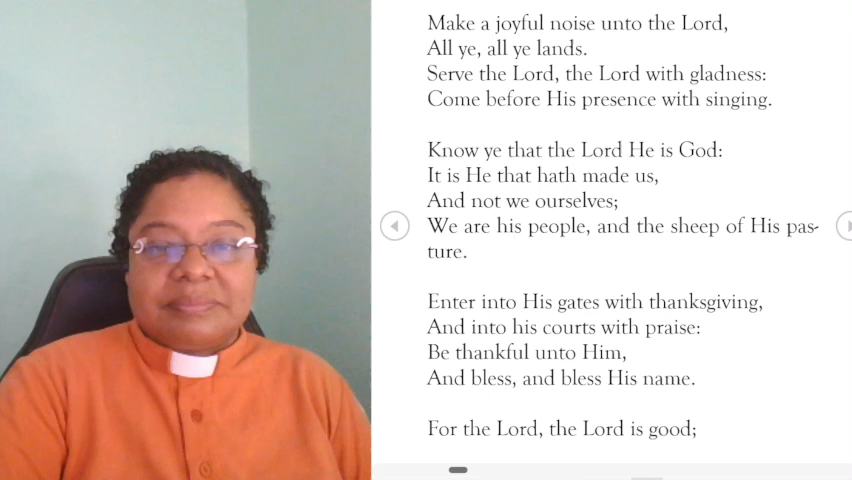 Make a joyful noise unto the Lord,
All ye, all ye lands.
Serve the Lord, the Lord with gladness:
Come before His presence with singing.
Know ye that the Lord He is God:
It is He that hath made us,
And not we ourselves;
We are his people, and the sheep of His pas-
ture.
Enter into His gates with thanksgiving,
And into his courts with praise:
Be thankful unto Him,
And bless, and bless His name.
For the Lord, the Lord is good;